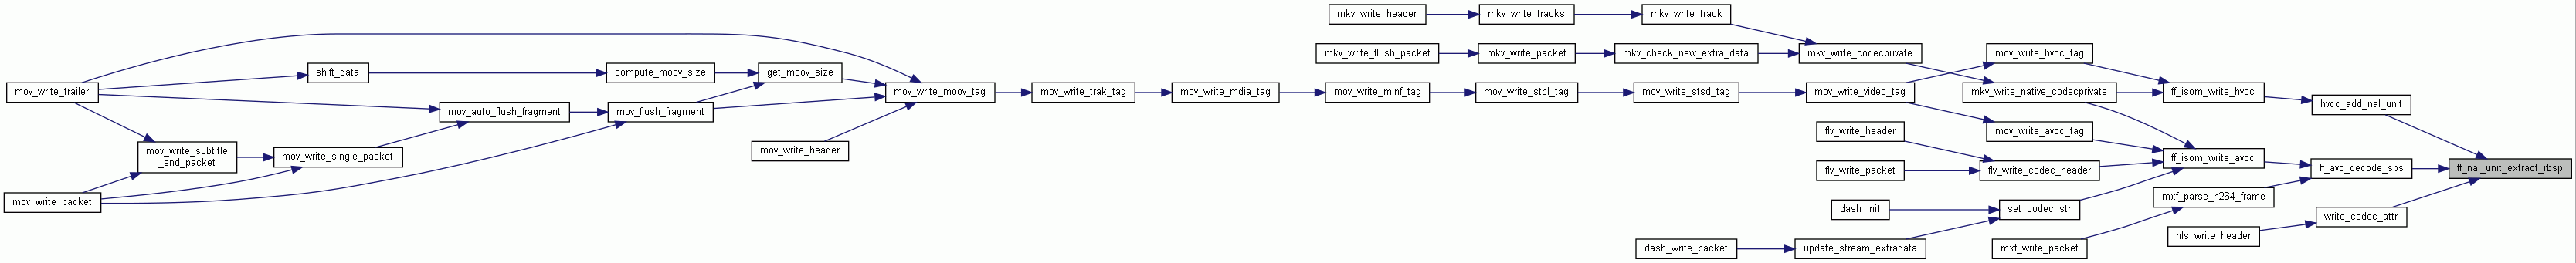 mov_write_trailer
mov_write_packet
shift_data
mov_write_subtitle
_end_packet
mov_auto_flush_fragment
mov_write_single_packet
compute_moov_size
mov_flush_fragment
get_moov_size
mov_write_header
mov_write_moov_tag
mov_write_trak_tag
mov_write_mdia_tag
mkv_write_header
mkv_write_flush_packet
mov_write_minf_tag
mkv_write_tracks
mkv_write_packet
mov_write_stbl_tag
mkv_write_track
mkv_check_new_extra_data
mov_write_stsd_tag
dash_write_packet
mkv_write_codecprivate
mov_write_video_tag
flv_write_header
flv_write_packet
dash_init
update_stream_extradata
mov_write_hvcc_tag
mkv_write_native_codecprivate
mov_write_avcc_tag
flv_write_codec_header
set_codec_str
mxf_write_packet
ff_isom_write_hvcc
ff_isom_write_avcc
mxf_parse_h264_frame
hls_write_header
hvcc_add_nal_unit
ff_avc_decode_sps
write_codec_attr
ff_nal_unit_extract_rbsp